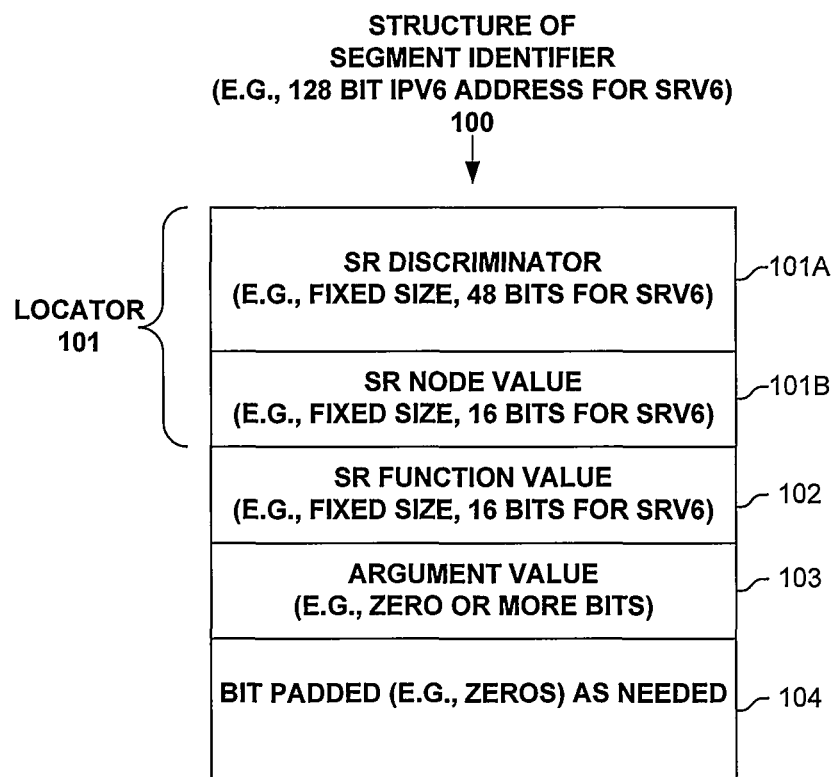 STRUCTURE OF
SEGMENT IDENTIFIER
(E.G., 128 BIT IPV6 ADDRESS FOR SRV6)
100
LOCATOR
101
SR DISCRIMINATOR
(E.G., FIXED SIZE, 48 BITS FOR SRV6)
101A
SR NODE VALUE
(E.G., FIXED SIZE, 16 BITS FOR SRV6)
101B
SR FUNCTION VALUE
(E.G., FIXED SIZE, 16 BITS FOR SRV6)
102
ARGUMENT VALUE
(E.G., ZERO OR MORE BITS)
103
BIT PADDED (E.G., ZEROS) AS NEEDED
104